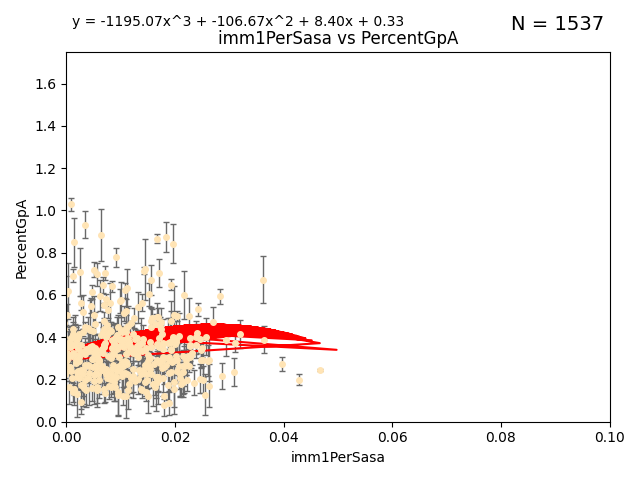 y = -1195.07x^3 + -106.67x^2 + 8.40x + 0.33
N = 1537
imm1PerSasa vs PercentGpA
PercentGpA
1.6
1.4
1.2
1.0
0.8
0.6
0.4
0.2
0.0
0.00 0.02 0.04 0.06 0.08 0.10
imm1PerSasa